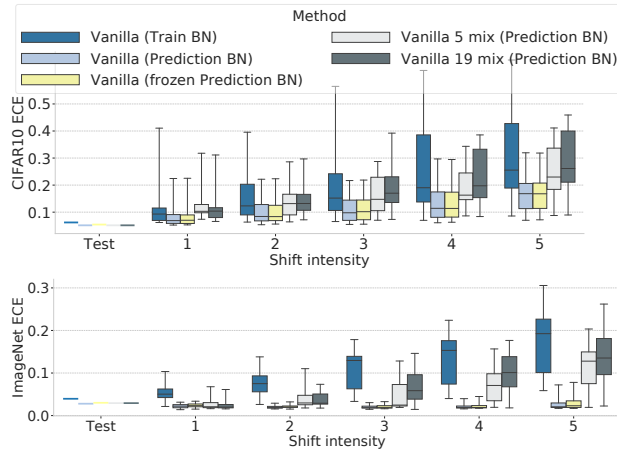 Method
Vanilla (Train BN)
Vanilla (Prediction BN)
Vanilla (frozen Prediction BN)
Vanilla 5 mix (Prediction BN)
Vanilla 19 mix (Prediction BN)
CIFAR10 ECE
0.5
0.4
0.3
0.2
0.1
Test 1 2 3 4 5
Shift intensity
ImageNet ECE
0.3
0.2
0.1
0.0
Test 1 2 3 4 5
Shift intensity